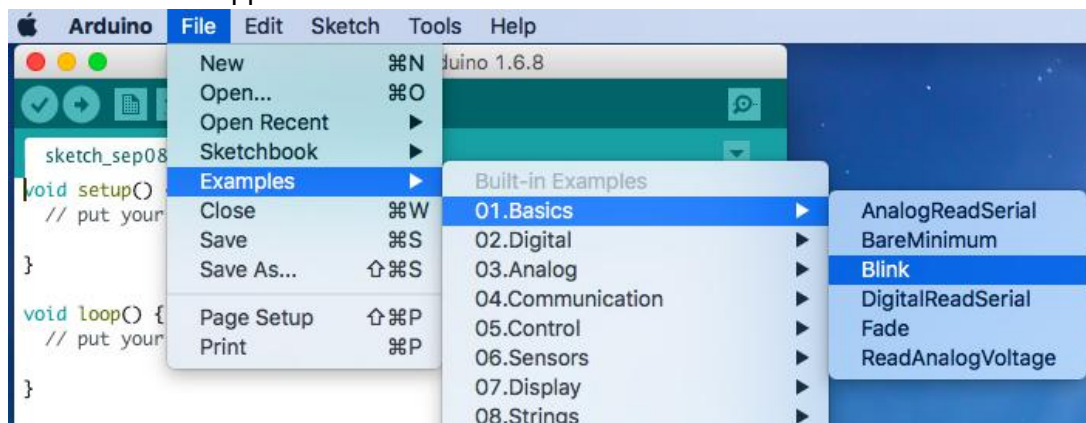 Arduino File Edit Sketch Tools Help
duino 1.6.8
New ⌘N
Open... ⌘O
Open Recent
Sketchbook
Examples
Close ⌘W
Save ⌘S
Save As... ⇧⌘S
Page Setup ⇧⌘P
Print ⌘P
sketch_sep08
void setup()
// put your
}
void loop() {
// put your
}
Built-in Examples
01.Basics
02.Digital
03.Analog
04.Communication
05.Control
06.Sensors
07.Display
08.Strings
AnalogReadSerial
BareMinimum
Blink
DigitalReadSerial
Fade
ReadAnalogVoltage